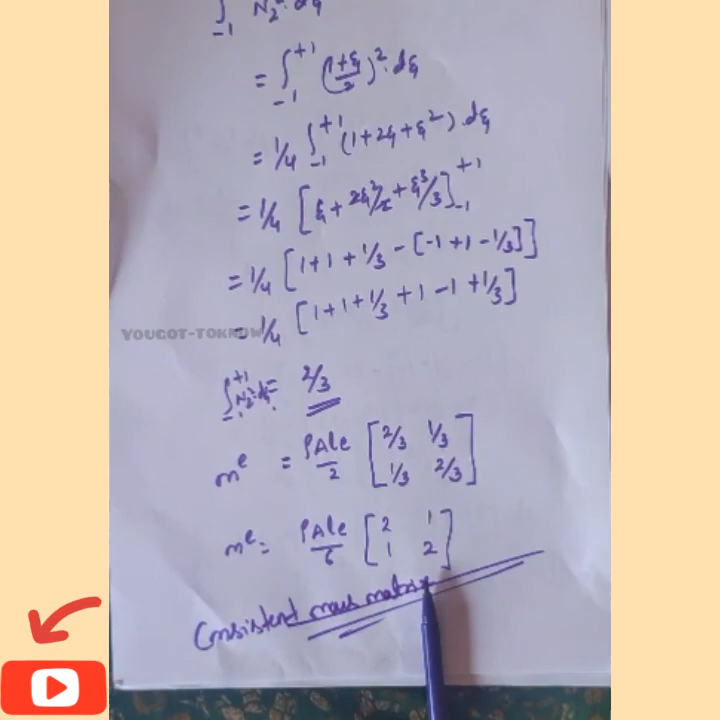 ∫₋₁ N₂² dξ
= ∫₋₁⁺¹ ((1+ξ)/2)² · dξ
= 1/4 ∫₋₁⁺¹ (1+2ξ+ξ²) · dξ
= 1/4 [ξ + 2ξ²/2 + ξ³/3]₋₁⁺¹
= 1/4 [1+1+1/3 - [-1+1-1/3]]
= 1/4 [1+1+1/3+1-1+1/3]
YOUGOT-TOKNOW
∫₋₁⁺¹ N₂² dξ = 2/3
mᵉ = ρAle/2 [2/3 1/3
1/3 2/3]
mᵉ = ρAle/6 [2 1
1 2]
Consistent mass matrix